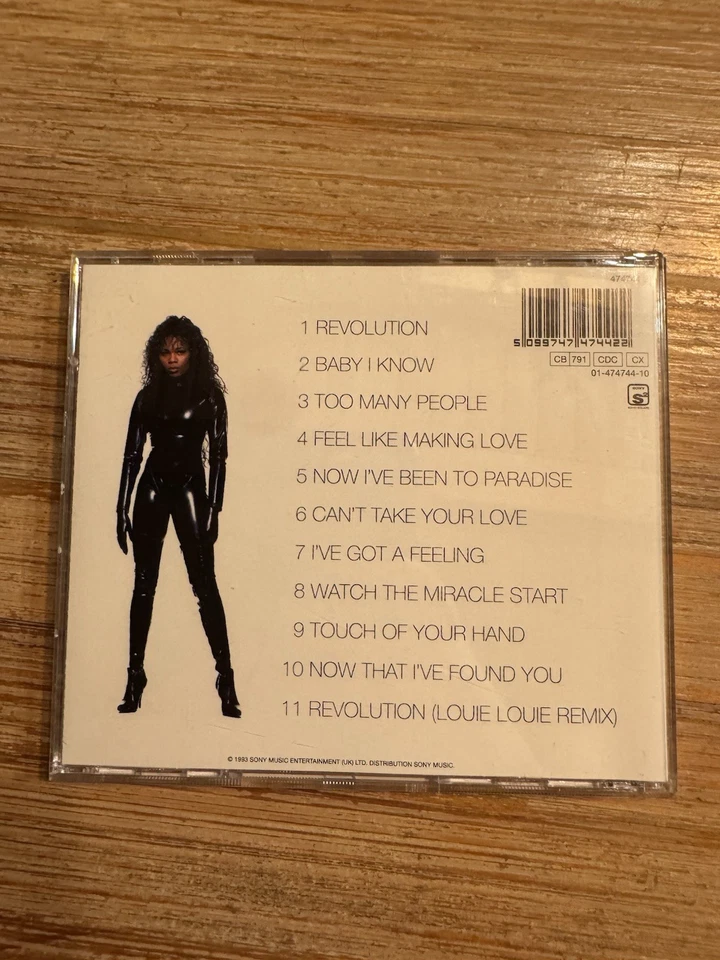 1 REVOLUTION
2 BABY I KNOW
3 TOO MANY PEOPLE
4 FEEL LIKE MAKING LOVE
5 NOW I'VE BEEN TO PARADISE
6 CAN'T TAKE YOUR LOVE
7 I'VE GOT A FEELING
8 WATCH THE MIRACLE START
9 TOUCH OF YOUR HAND
10 NOW THAT I'VE FOUND YOU
11 REVOLUTION (LOUIE LOUIE REMIX)
5 099747 474422
CB 791 CDC CX
01-474744-10
SONY
S2
© 1993 SONY MUSIC ENTERTAINMENT (UK) LTD. DISTRIBUTION SONY MUSIC.